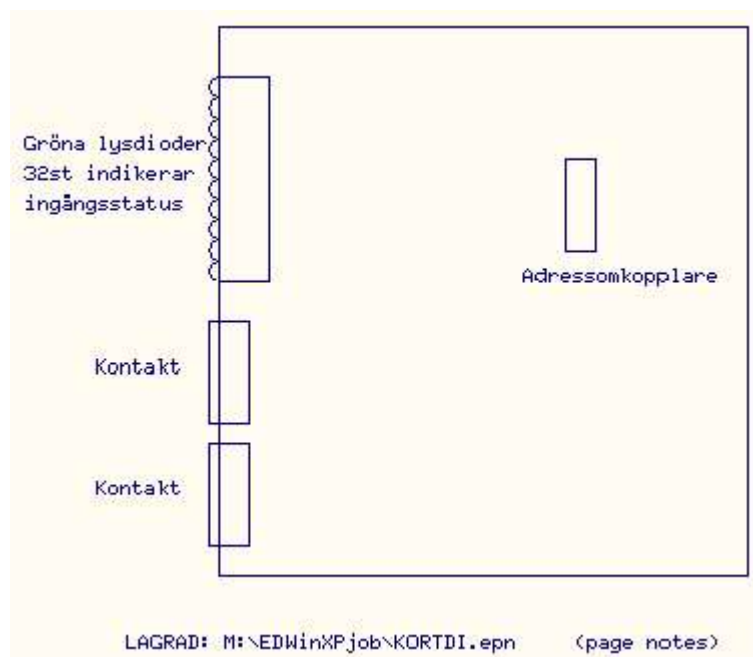 Gröna lysdioder
32st indikerar
ingångsstatus
Adressomkopplare
Kontakt
Kontakt
LAGRAD: M:\EDWinXPjob\KORTDI.epn (page notes)